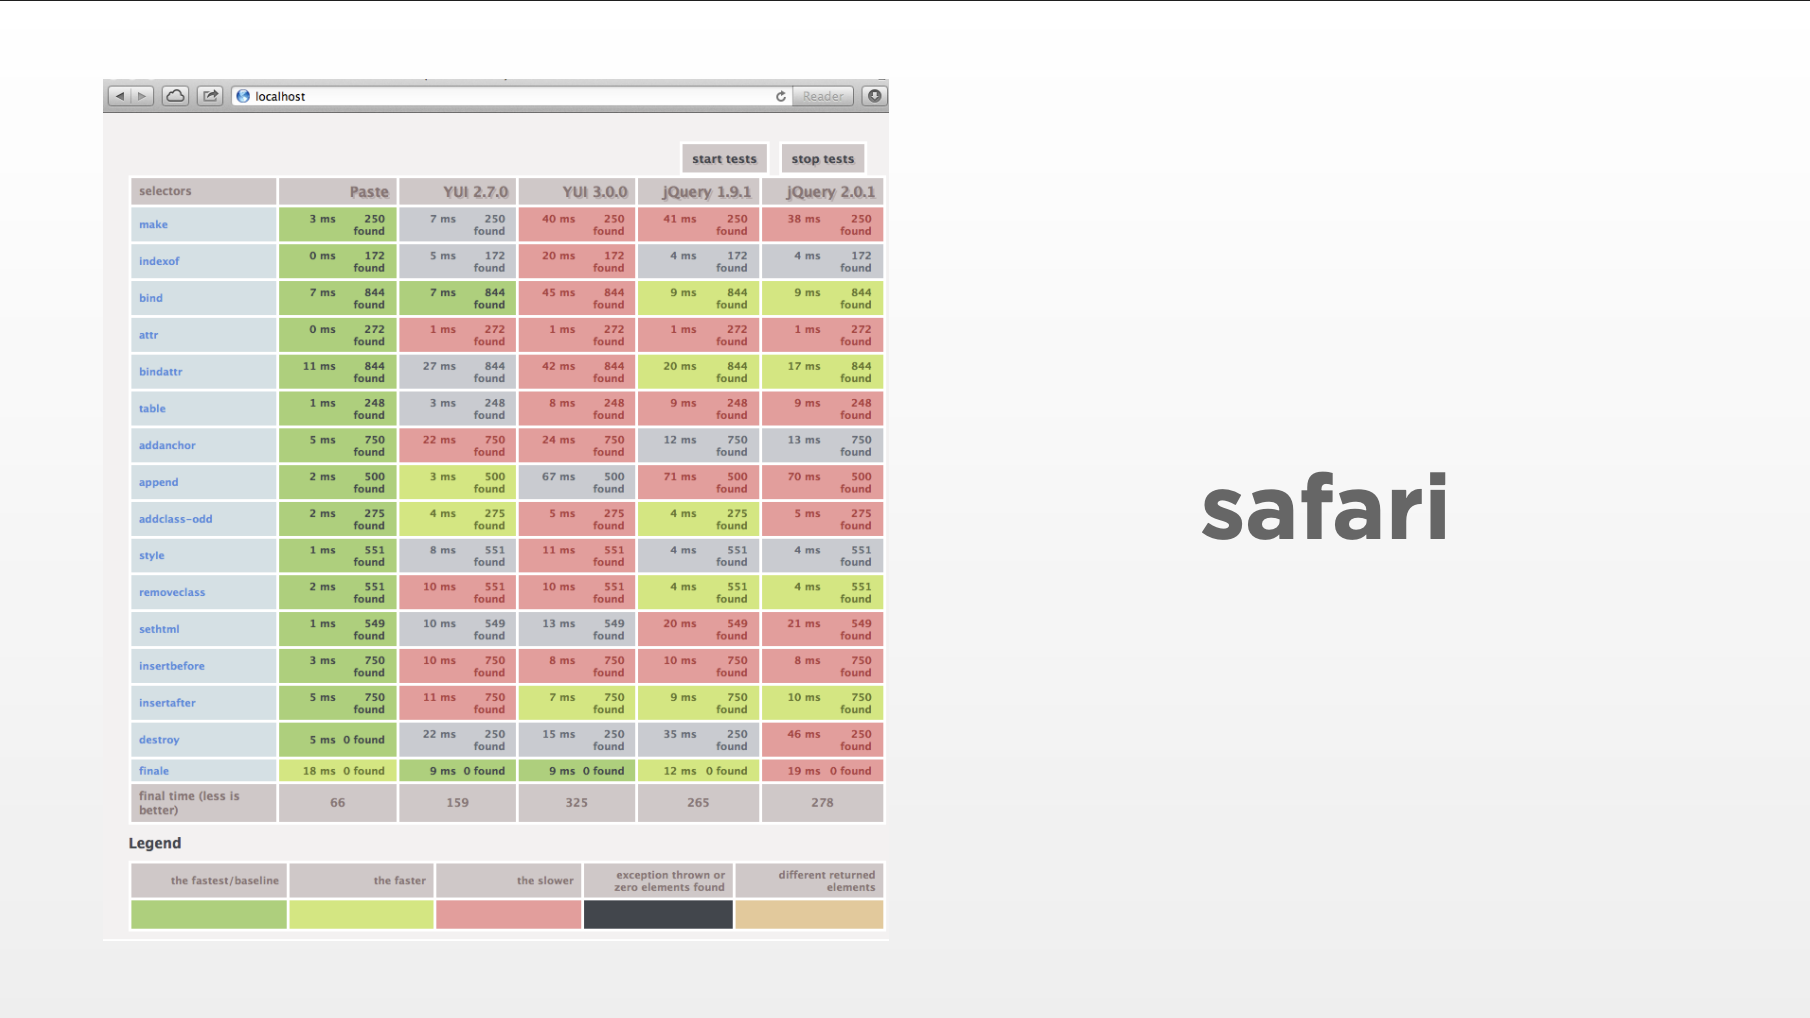 localhost
Reader
start tests stop tests
selectors Paste YUI 2.7.0 YUI 3.0.0 jQuery 1.9.1 jQuery 2.0.1
make 3 ms 250 found 7 ms 250 found 40 ms 250 found 41 ms 250 found 38 ms 250 found
indexof 0 ms 172 found 5 ms 172 found 20 ms 172 found 4 ms 172 found 4 ms 172 found
bind 7 ms 844 found 7 ms 844 found 45 ms 844 found 9 ms 844 found 9 ms 844 found
attr 0 ms 272 found 1 ms 272 found 1 ms 272 found 1 ms 272 found 1 ms 272 found
bindattr 11 ms 844 found 27 ms 844 found 42 ms 844 found 20 ms 844 found 17 ms 844 found
table 1 ms 248 found 3 ms 248 found 8 ms 248 found 9 ms 248 found 9 ms 248 found
addanchor 5 ms 750 found 22 ms 750 found 24 ms 750 found 12 ms 750 found 13 ms 750 found
append 2 ms 500 found 3 ms 500 found 67 ms 500 found 71 ms 500 found 70 ms 500 found
addclass-odd 2 ms 275 found 4 ms 275 found 5 ms 275 found 4 ms 275 found 5 ms 275 found
style 1 ms 551 found 8 ms 551 found 11 ms 551 found 4 ms 551 found 4 ms 551 found
removeclass 2 ms 551 found 10 ms 551 found 10 ms 551 found 4 ms 551 found 4 ms 551 found
sethtml 1 ms 549 found 10 ms 549 found 13 ms 549 found 20 ms 549 found 21 ms 549 found
insertbefore 3 ms 750 found 10 ms 750 found 8 ms 750 found 10 ms 750 found 8 ms 750 found
insertafter 5 ms 750 found 11 ms 750 found 7 ms 750 found 9 ms 750 found 10 ms 750 found
destroy 5 ms 0 found 22 ms 250 found 15 ms 250 found 35 ms 250 found 46 ms 250 found
finale 18 ms 0 found 9 ms 0 found 9 ms 0 found 12 ms 0 found 19 ms 0 found
final time (less is better) 66 159 325 265 278
Legend
the fastest/baseline the faster the slower exception thrown or zero elements found different returned elements
safari